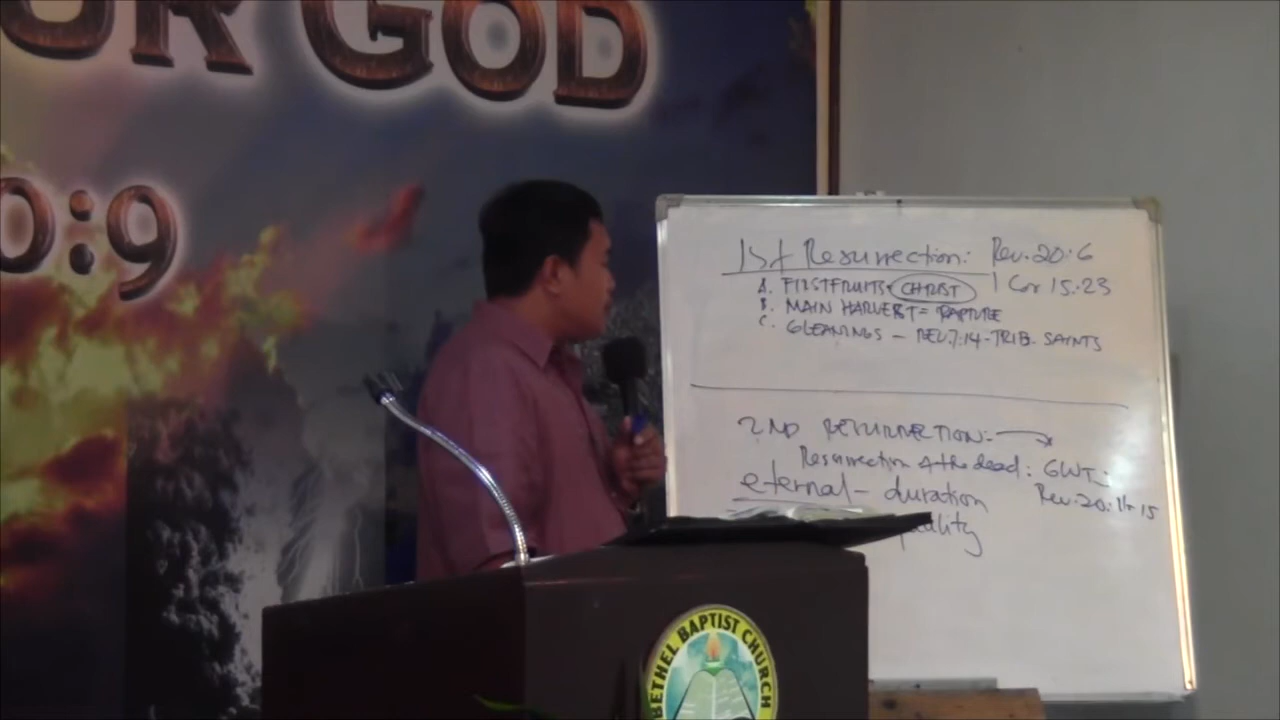 OR GOD
0:9
1st Resurrection: Rev. 20:6
A. FIRSTFRUITS - CHRIST 1 Cor 15:23
B. MAIN HARVEST = RAPTURE
C. GLEANINGS - REV. 7:14 - TRIB. SAINTS
2ND RESURRECTION: →
Resurrection of the dead: GWT:
eternal - duration Rev. 20:11-15
quality
BETHEL BAPTIST CHURCH